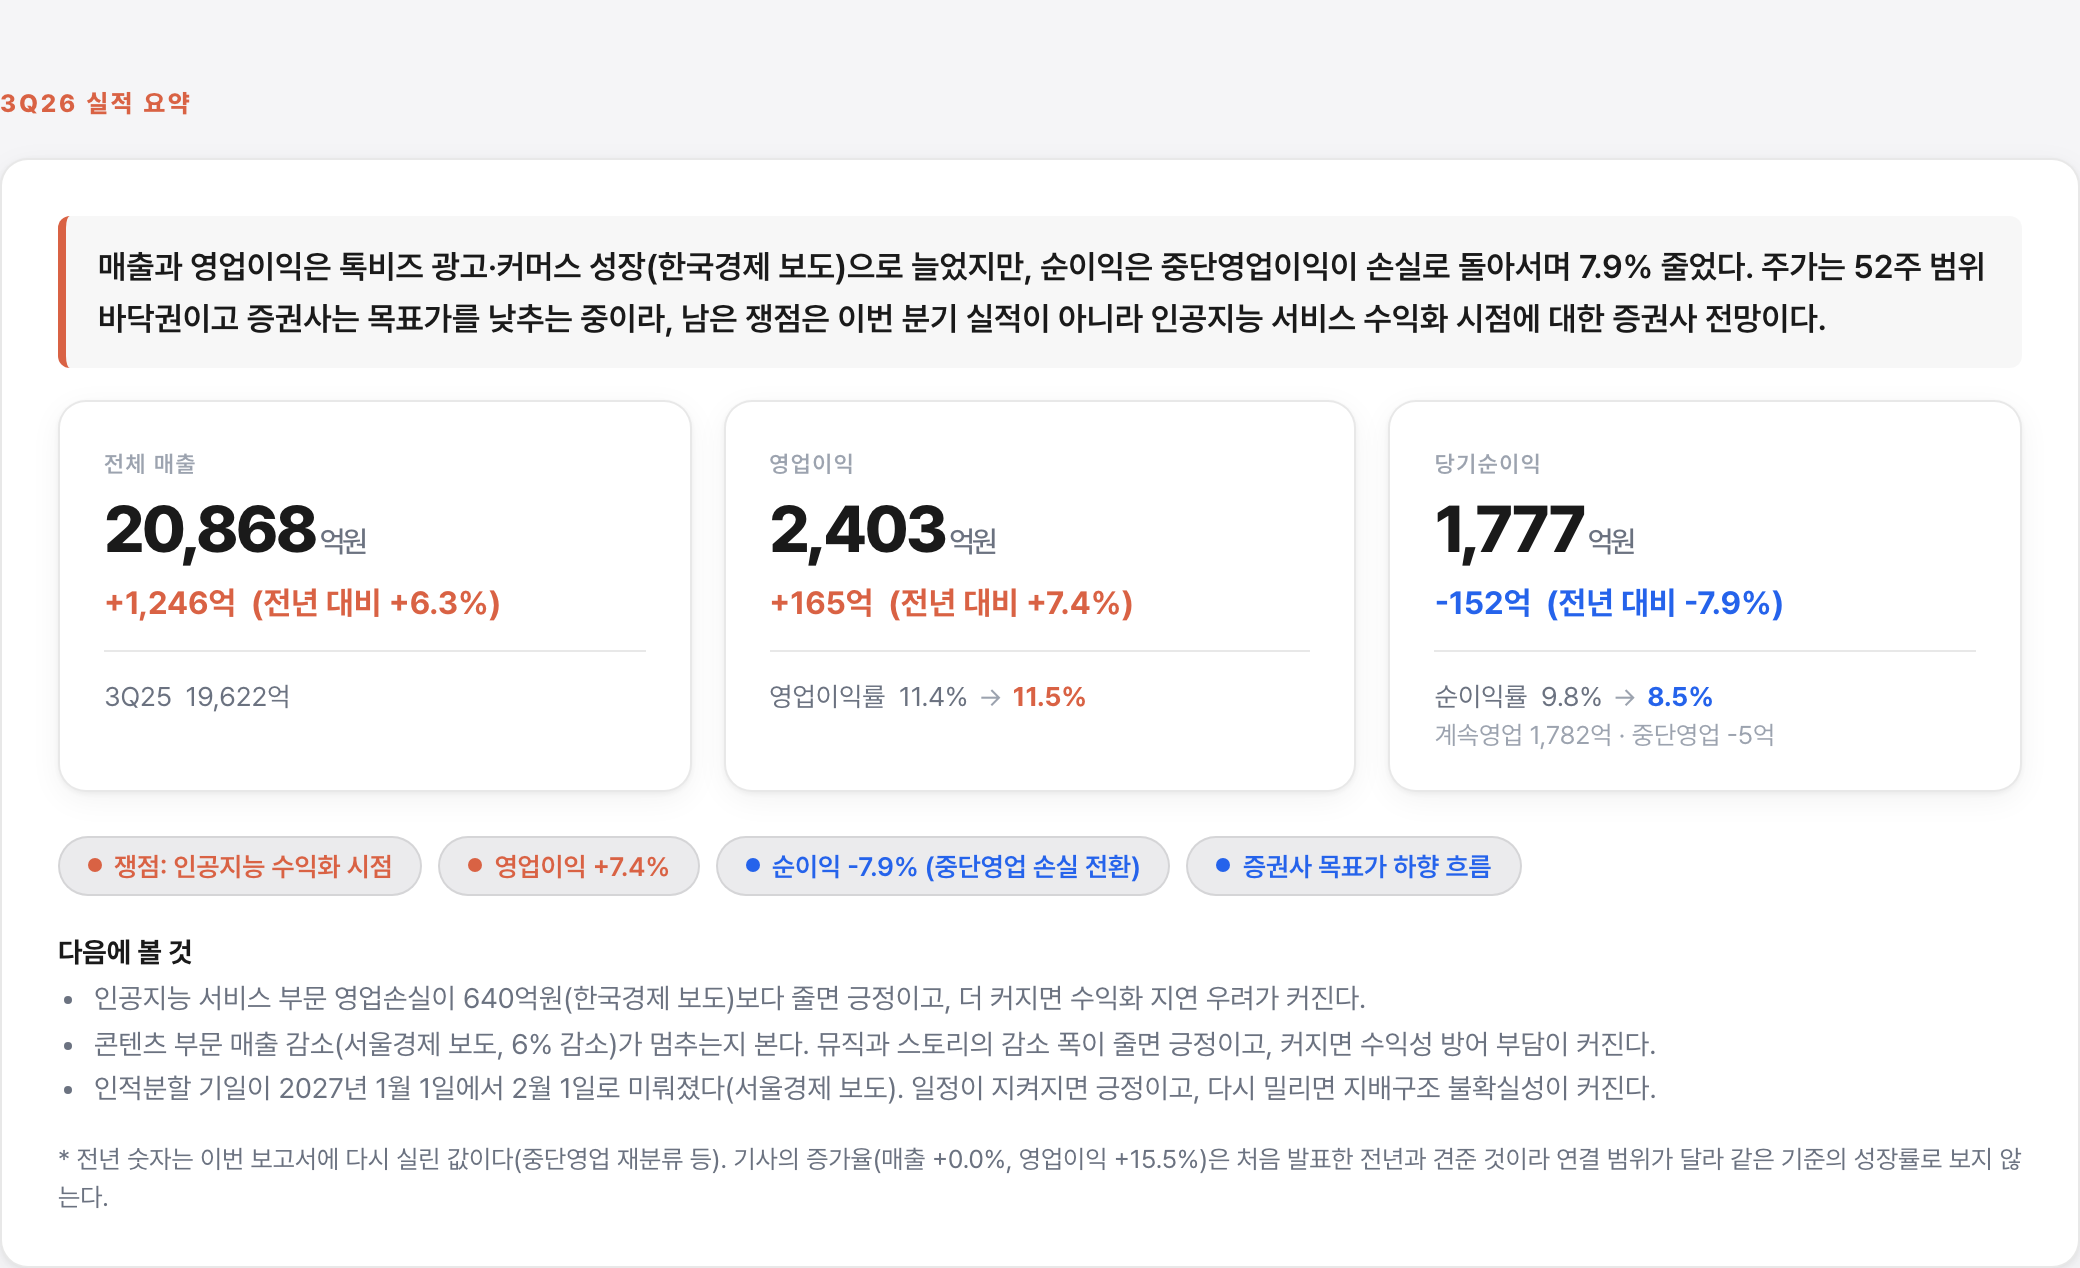 3Q26 실적 요약
매출과 영업이익은 톡비즈 광고·커머스 성장(한국경제 보도)으로 늘었지만, 순이익은 중단영업이익이 손실로 돌아서며 7.9% 줄었다. 주가는 52주 범위
바닥권이고 증권사는 목표가를 낮추는 중이라, 남은 쟁점은 이번 분기 실적이 아니라 인공지능 서비스 수익화 시점에 대한 증권사 전망이다.
전체 매출
20,868억원
+1,246억 (전년 대비 +6.3%)
3Q25 19,622억
영업이익
2,403억원
+165억 (전년 대비 +7.4%)
영업이익률 11.4% → 11.5%
당기순이익
1,777억원
-152억 (전년 대비 -7.9%)
순이익률 9.8% → 8.5%
계속영업 1,782억 · 중단영업 -5억
● 쟁점: 인공지능 수익화 시점 ● 영업이익 +7.4% ● 순이익 -7.9% (중단영업 손실 전환) ● 증권사 목표가 하향 흐름
다음에 볼 것
• 인공지능 서비스 부문 영업손실이 640억원(한국경제 보도)보다 줄면 긍정이고, 더 커지면 수익화 지연 우려가 커진다.
• 콘텐츠 부문 매출 감소(서울경제 보도, 6% 감소)가 멈추는지 본다. 뮤직과 스토리의 감소 폭이 줄면 긍정이고, 커지면 수익성 방어 부담이 커진다.
• 인적분할 기일이 2027년 1월 1일에서 2월 1일로 미뤄졌다(서울경제 보도). 일정이 지켜지면 긍정이고, 다시 밀리면 지배구조 불확실성이 커진다.
* 전년 숫자는 이번 보고서에 다시 실린 값이다(중단영업 재분류 등). 기사의 증가율(매출 +0.0%, 영업이익 +15.5%)은 처음 발표한 전년과 견준 것이라 연결 범위가 달라 같은 기준의 성장률로 보지 않
는다.